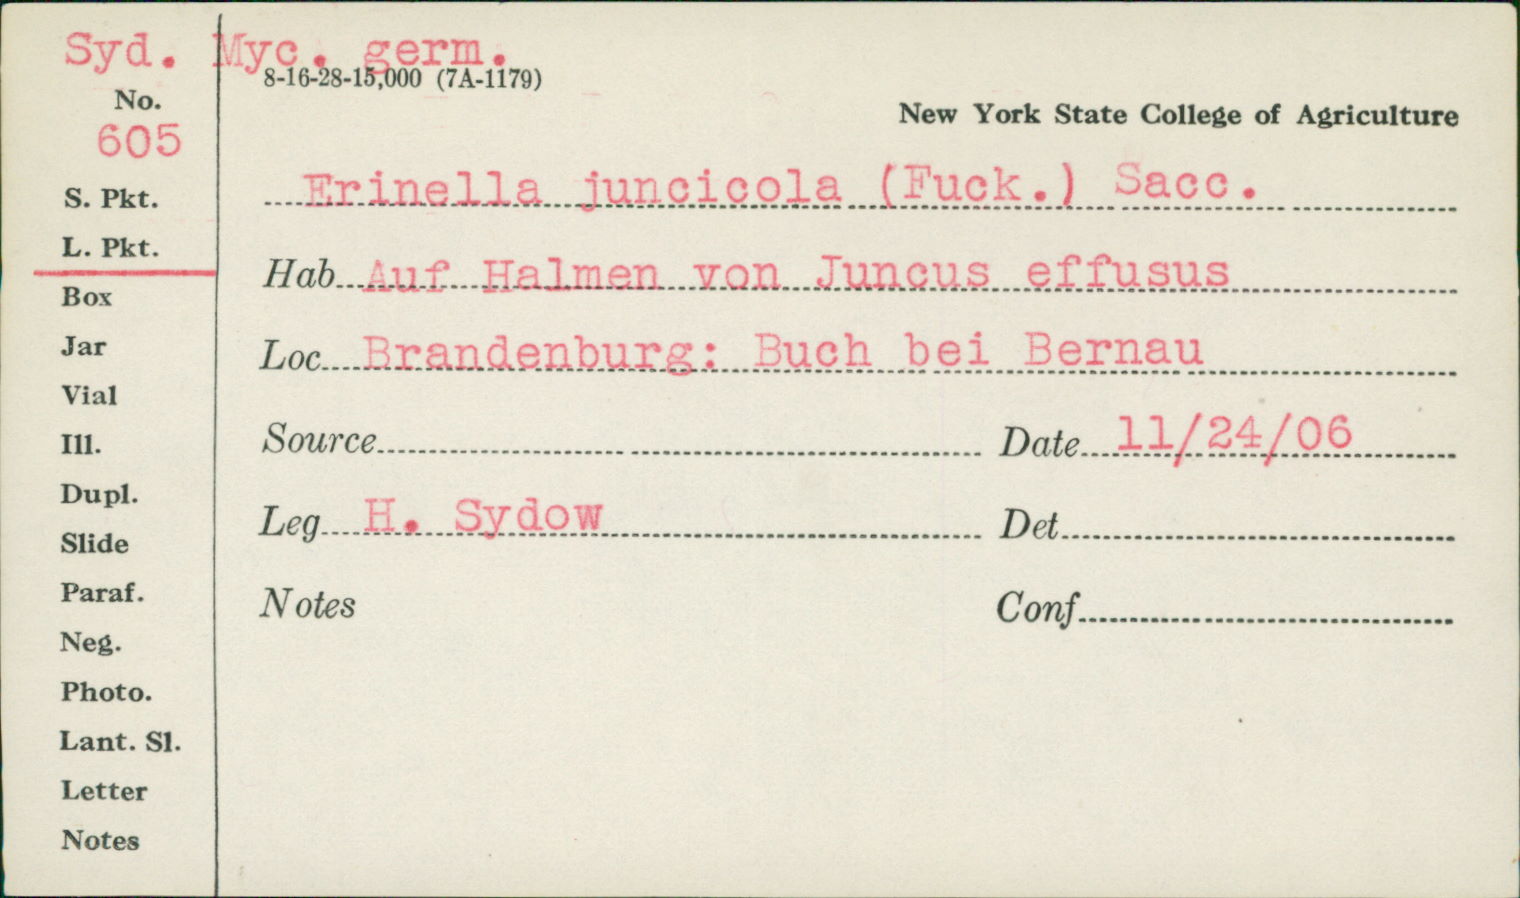 Syd. Myc. germ.
8-16-28-15,000 (7A-1179)
No.
605
New York State College of Agriculture
S. Pkt.
Erinella juncicola (Fuck.) Sacc.
L. Pkt.
Hab. Auf Halmen von Juncus effusus
Box
Jar
Loc. Brandenburg: Buch bei Bernau
Vial
Ill.
Source Date 11/24/06
Dupl.
Slide
Leg. H. Sydow Det.
Paraf.
Notes Conf.
Neg.
Photo.
Lant. Sl.
Letter
Notes